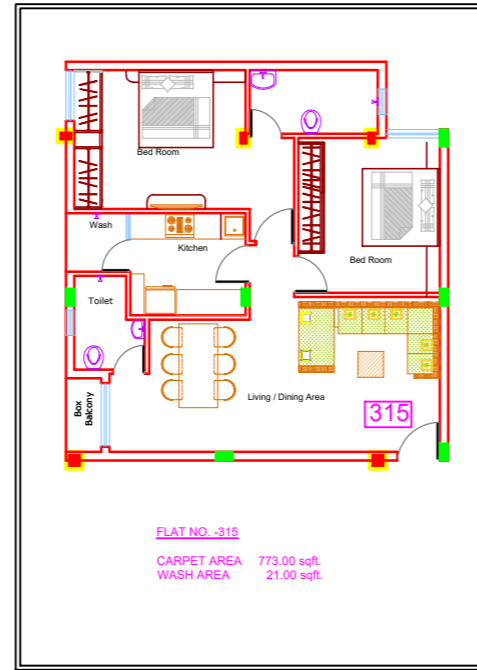 Bed Room
Wash
Kitchen
Bed Room
Toilet
Box
Balcony
Living / Dining Area
315
FLAT NO. -315
CARPET AREA 773.00 sqft.
WASH AREA 21.00 sqft.